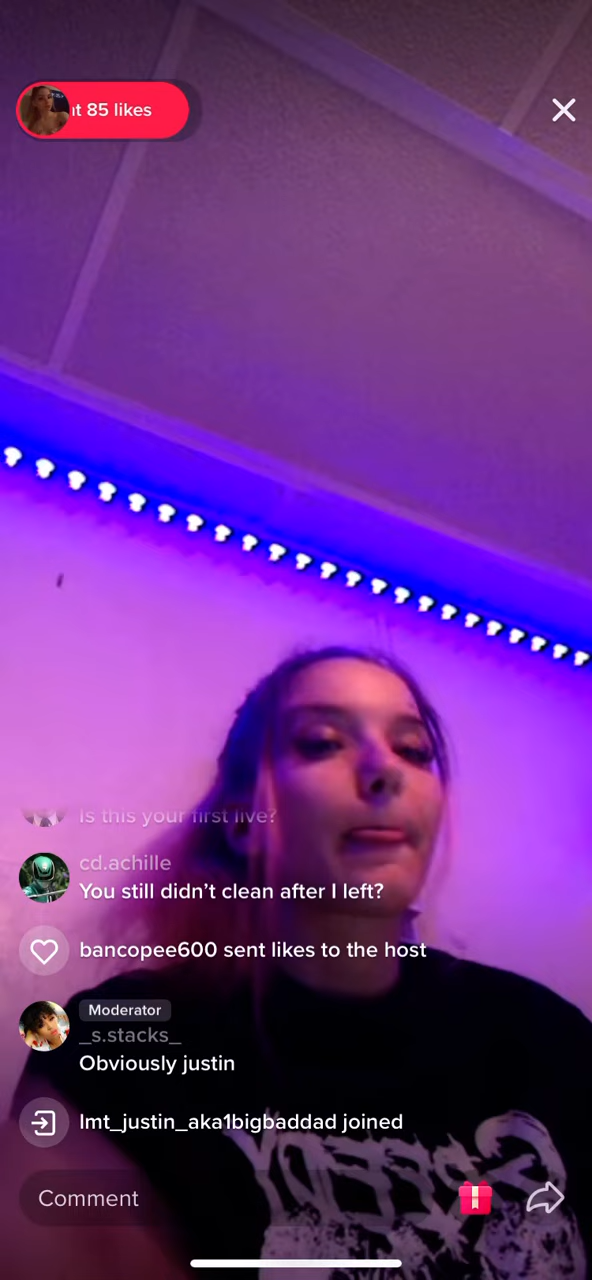 t 85 likes
Is this your first live?
cd.achille
You still didn’t clean after I left?
bancopee600 sent likes to the host
Moderator
_s.stacks_
Obviously justin
lmt_justin_aka1bigbaddad joined
Comment